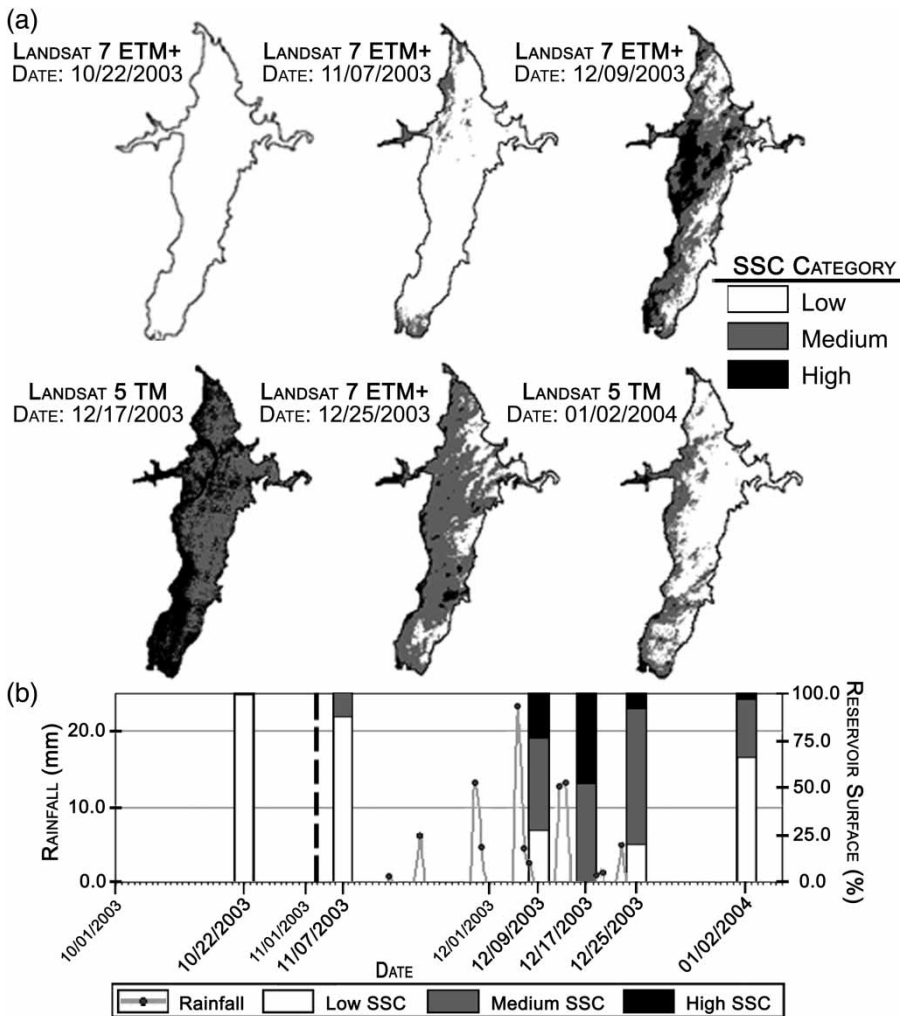 (a)
LANDSAT 7 ETM+
DATE: 10/22/2003
LANDSAT 7 ETM+
DATE: 11/07/2003
LANDSAT 7 ETM+
DATE: 12/09/2003
SSC CATEGORY
Low
Medium
High
LANDSAT 5 TM
DATE: 12/17/2003
LANDSAT 7 ETM+
DATE: 12/25/2003
LANDSAT 5 TM
DATE: 01/02/2004
(b)
RAINFALL (mm)
20.0
10.0
0.0
100.0
75.0
50.0
25.0
0.0
RESERVOIR SURFACE (%)
10/01/2003
10/22/2003
11/01/2003
11/07/2003
12/01/2003
12/09/2003
12/17/2003
12/25/2003
01/02/2004
DATE
Rainfall
Low SSC
Medium SSC
High SSC